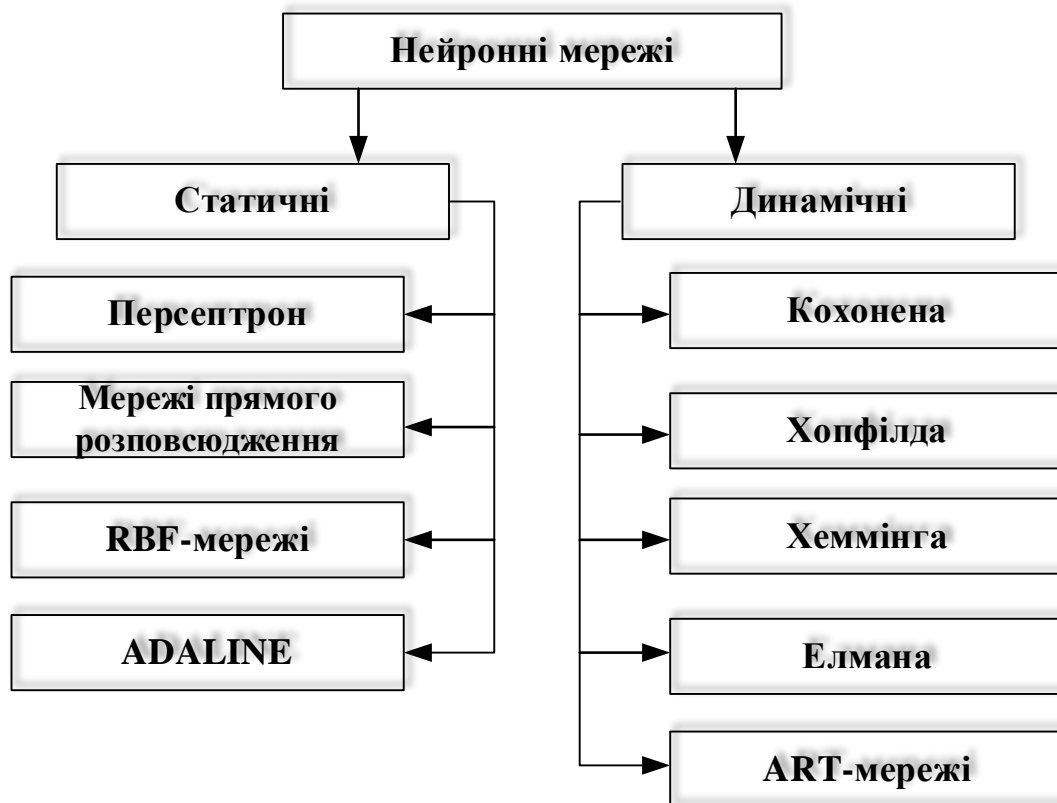 Нейронні мережі
Статичні
Динамічні
Персептрон
Мережі прямого
розповсюдження
RBF-мережі
ADALINE
Кохонена
Хопфілда
Хеммінга
Елмана
ART-мережі